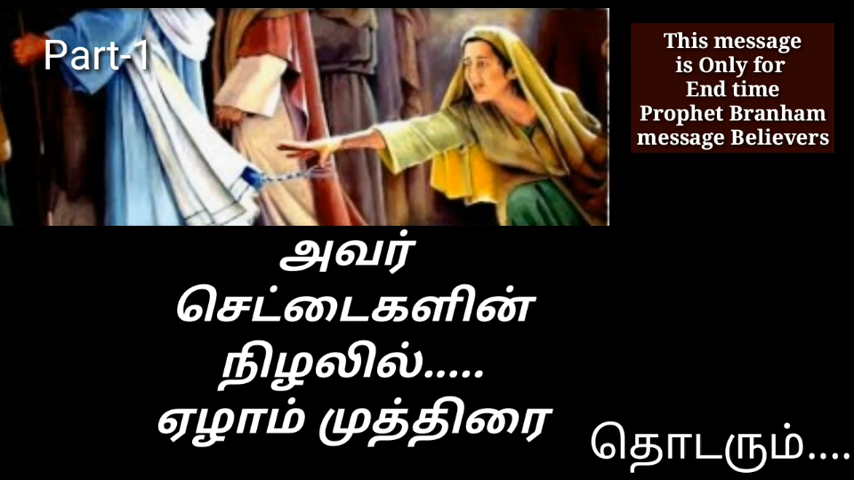 Part-1
This message
is Only for
End time
Prophet Branham
message Believers
அவர்
செட்டைகளின்
நிழலில்.....
ஏழாம் முத்திரை
தொடரும்....